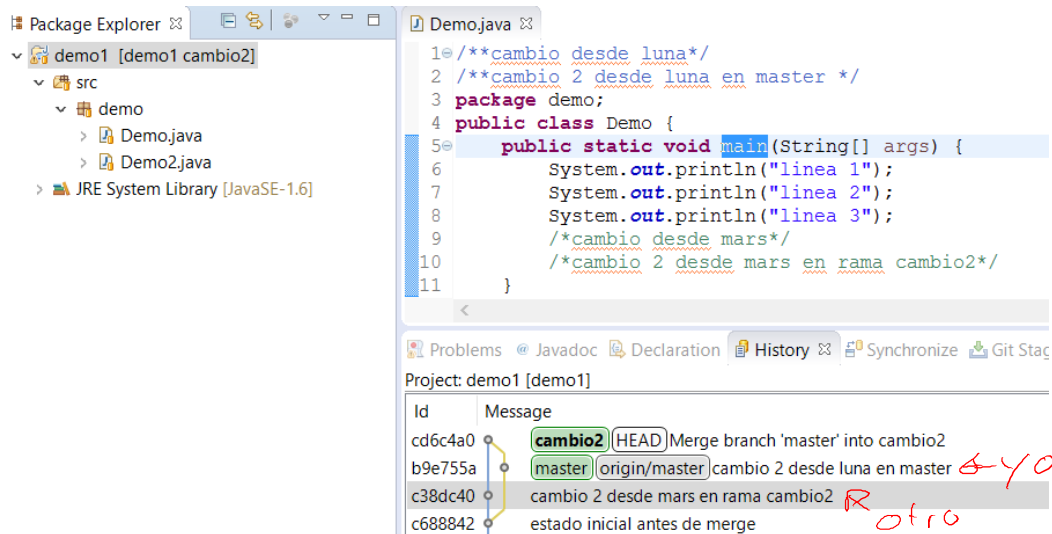 Package Explorer
demo1 [demo1 cambio2]
src
demo
Demo.java
Demo2.java
JRE System Library [JavaSE-1.6]
Demo.java
1 /**cambio desde luna*/
2 /**cambio 2 desde luna en master */
3 package demo;
4 public class Demo {
5 public static void main(String[] args) {
6 System.out.println("linea 1");
7 System.out.println("linea 2");
8 System.out.println("linea 3");
9 /*cambio desde mars*/
10 /*cambio 2 desde mars en rama cambio2*/
11 }
Problems @ Javadoc Declaration History Synchronize Git Stag
Project: demo1 [demo1]
Id Message
cd6c4a0 cambio2 HEAD Merge branch 'master' into cambio2
b9e755a master origin/master cambio 2 desde luna en master yo
c38dc40 cambio 2 desde mars en rama cambio2
otro
c688842 estado inicial antes de merge